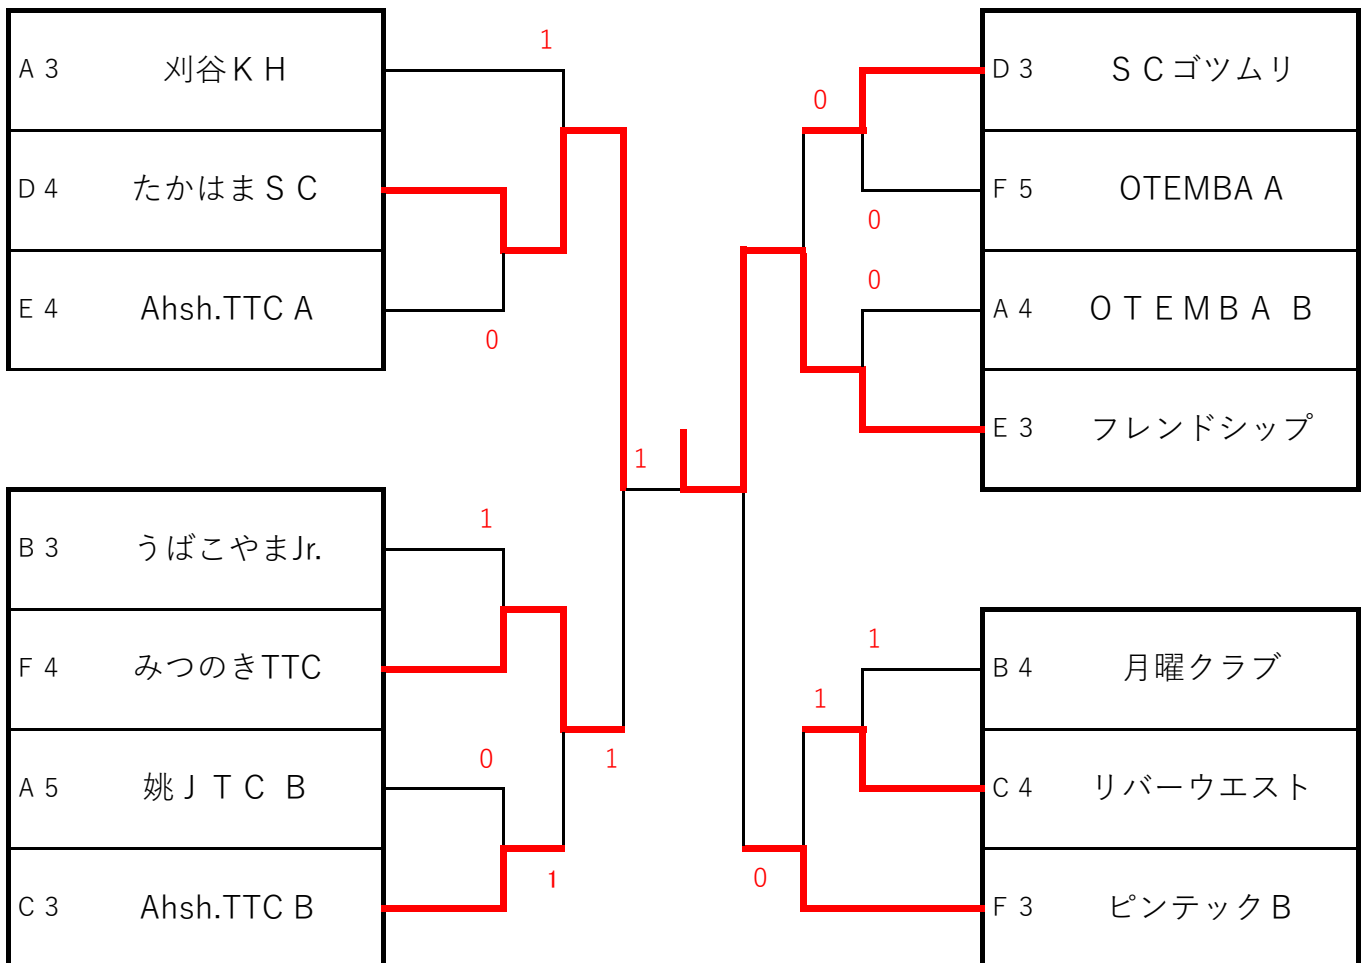 1
A 3 刈谷ＫＨ
D 3 ＳＣゴツムリ
0
D 4 たかはまＳＣ
F 5 OTEMBA A
0
0
E 4 Ahsh.TTC A
A 4 ＯＴＥＭＢＡ Ｂ
0
E 3 フレンドシップ
1
1
B 3 うばこやまJr.
1
F 4 みつのきTTC
B 4 月曜クラブ
1
0
1
A 5 姚ＪＴＣ Ｂ
C 4 リバーウエスト
1
0
C 3 Ahsh.TTC B
F 3 ピンテックＢ